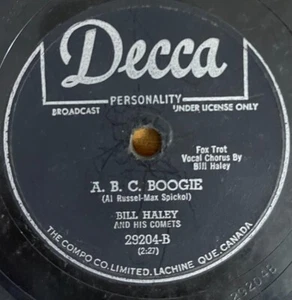 Decca
PERSONALITY
BROADCAST UNDER LICENSE ONLY
Fox Trot
Vocal Chorus By
Bill Haley
A. B. C. BOOGIE
(Al Russel-Max Spickol)
BILL HALEY
AND HIS COMETS
29204-B
(2:27)
THE COMPO CO. LIMITED. LACHINE QUE. CANADA